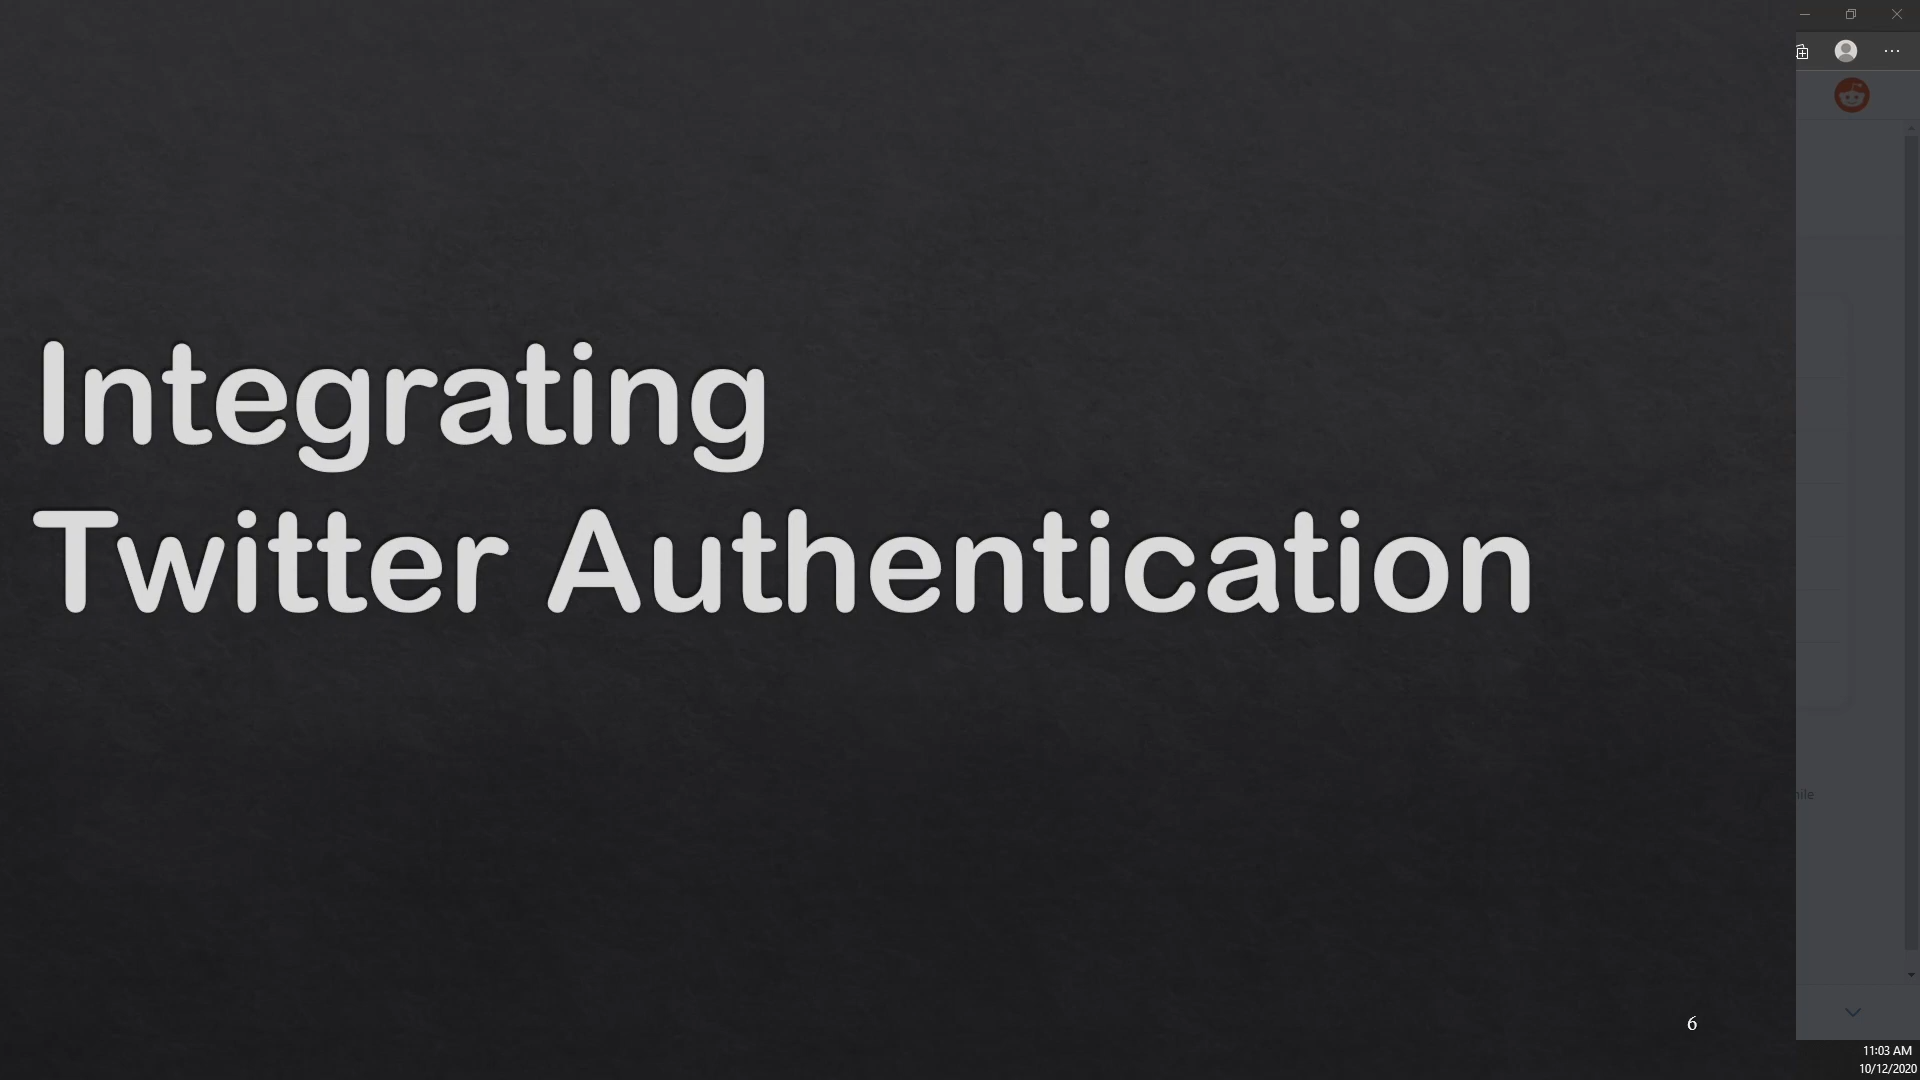 Integrating
Twitter Authentication
6
11:03 AM
10/12/2020